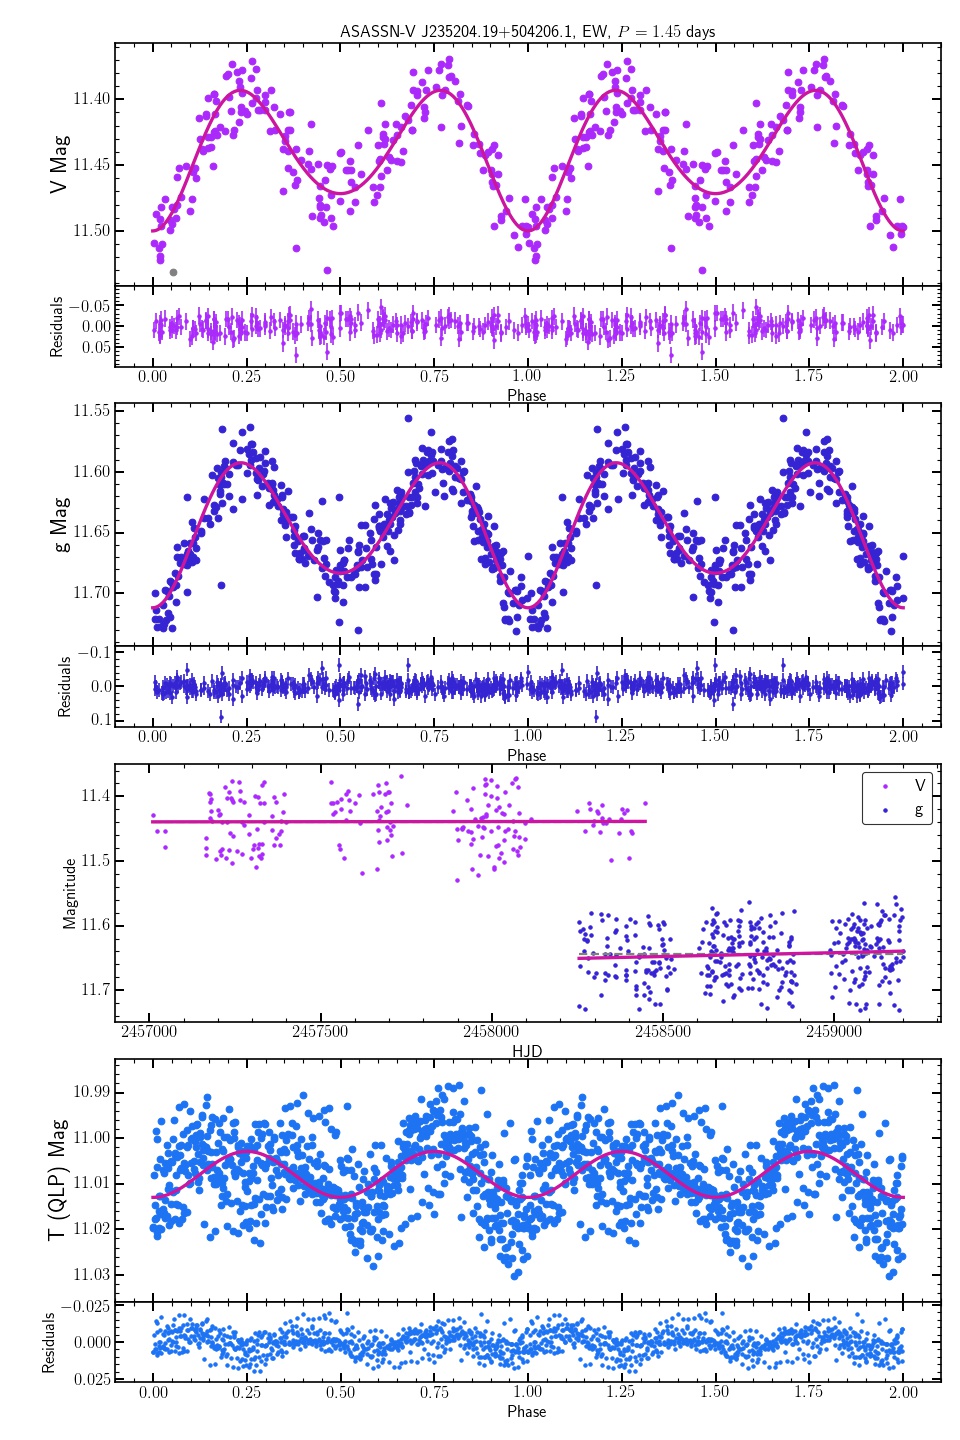 ASASSN-V J235204.19+504206.1, EW, P = 1.45 days
V Mag
11.40
11.45
11.50
Residuals
−0.05
0.00
0.05
0.00 0.25 0.50 0.75 1.00 1.25 1.50 1.75 2.00
Phase
g Mag
11.55
11.60
11.65
11.70
Residuals
−0.1
0.0
0.1
0.00 0.25 0.50 0.75 1.00 1.25 1.50 1.75 2.00
Phase
Magnitude
11.4
11.5
11.6
11.7
V
g
2457000 2457500 2458000 2458500 2459000
HJD
T (QLP) Mag
10.99
11.00
11.01
11.02
11.03
Residuals
−0.025
0.000
0.025
0.00 0.25 0.50 0.75 1.00 1.25 1.50 1.75 2.00
Phase